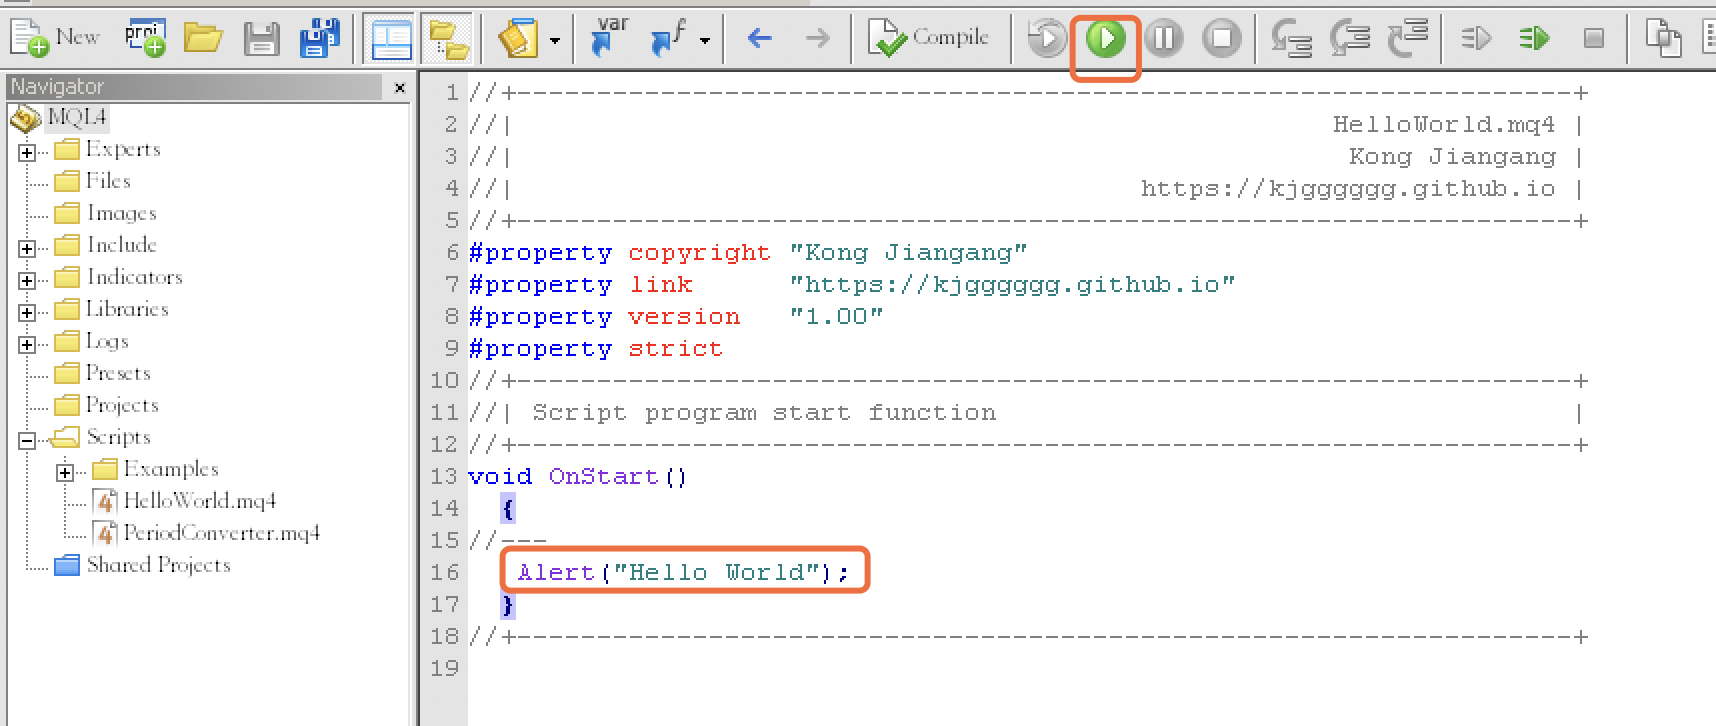 New
proj
var
f
Compile
Navigator
MQL4
Experts
Files
Images
Include
Indicators
Libraries
Logs
Presets
Projects
Scripts
Examples
HelloWorld.mq4
PeriodConverter.mq4
Shared Projects
1 //+------------------------------------------------------------------+
2 //|                                                   HelloWorld.mq4 |
3 //|                                                    Kong Jiangang |
4 //|                                       https://kjgggggg.github.io |
5 //+------------------------------------------------------------------+
6 #property copyright "Kong Jiangang"
7 #property link      "https://kjgggggg.github.io"
8 #property version   "1.00"
9 #property strict
10 //+------------------------------------------------------------------+
11 //| Script program start function                                    |
12 //+------------------------------------------------------------------+
13 void OnStart()
14   {
15 //---
16    Alert("Hello World");
17   }
18 //+------------------------------------------------------------------+
19